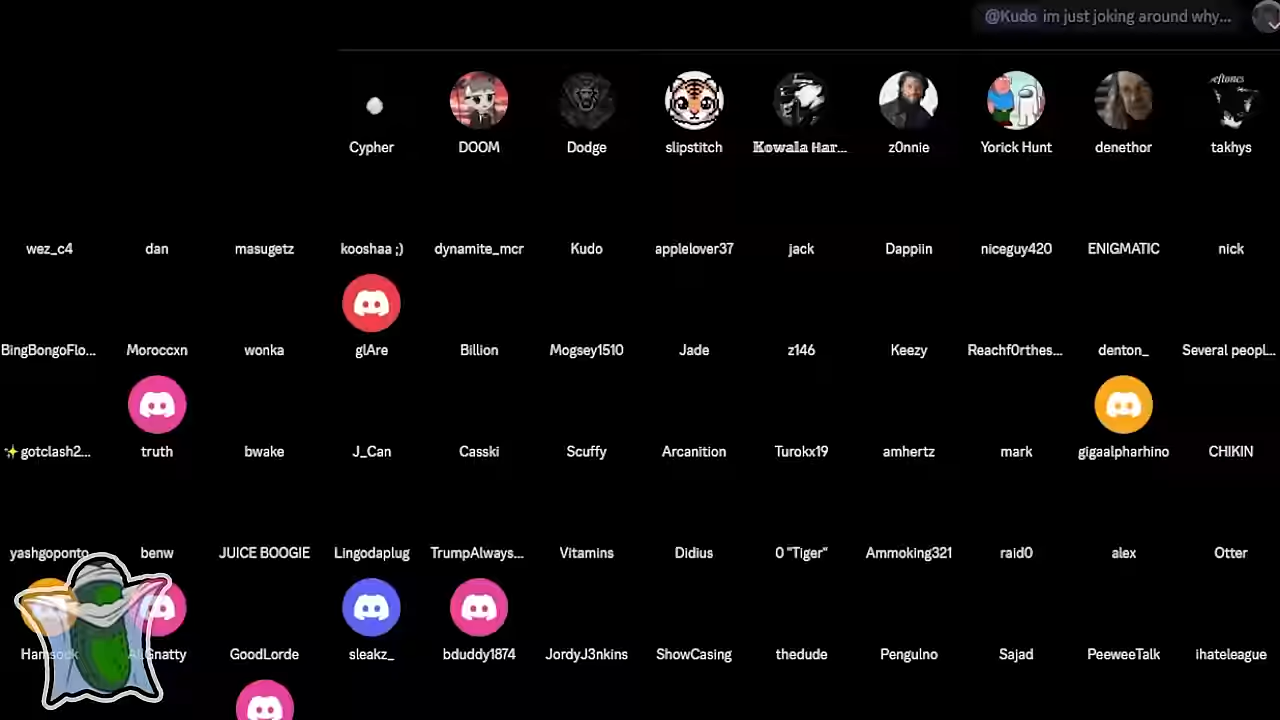 @Kudo im just joking around why...
Cypher DOOM Dodge slipstitch Kowala Har... z0nnie Yorick Hunt denethor takhys
wez_c4 dan masugetz kooshaa ;) dynamite_mcr Kudo applelover37 jack Dappiin niceguy420 ENIGMATIC nick
BingBongoFlo... Moroccxn wonka glAre Billion Mogsey1510 Jade z146 Keezy Reachf0rthes... denton_ Several peopl...
✨gotclash2... truth bwake J_Can Casski Scuffy Arcanition Turokx19 amhertz mark gigaalpharhino CHIKIN
yashgoponto benw JUICE BOOGIE Lingodaplug TrumpAlways... Vitamins Didius 0 "Tiger" Ammoking321 raid0 alex Otter
Hamsock GoodLorde sleakz_ bduddy1874 JordyJ3nkins ShowCasing thedude Pengulno Sajad PeeweeTalk ihateleague